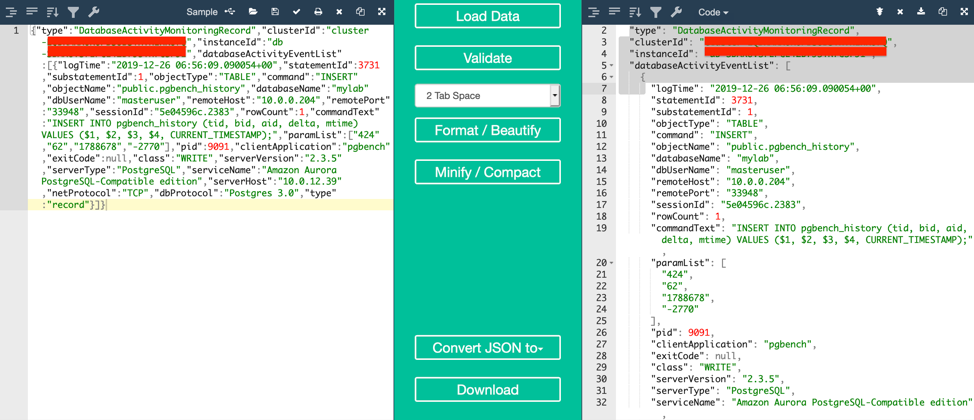 Sample
1 {"type":"DatabaseActivityMonitoringRecord","clusterId":"cluster
-","instanceId":"db
-","databaseActivityEventList"
:[{"logTime":"2019-12-26 06:56:09.090054+00","statementId":3731
,"substatementId":1,"objectType":"TABLE","command":"INSERT"
,"objectName":"public.pgbench_history","databaseName":"mylab"
,"dbUserName":"masteruser","remoteHost":"10.0.0.204","remotePort"
:"33948","sessionId":"5e04596c.2383","rowCount":1,"commandText"
:"INSERT INTO pgbench_history (tid, bid, aid, delta, mtime)
VALUES ($1, $2, $3, $4, CURRENT_TIMESTAMP);","paramList":["424"
,"62","1788678","-2770"],"pid":9091,"clientApplication":"pgbench"
,"exitCode":null,"class":"WRITE","serverVersion":"2.3.5"
,"serverType":"PostgreSQL","serviceName":"Amazon Aurora
PostgreSQL-Compatible edition","serverHost":"10.0.12.39"
,"netProtocol":"TCP","dbProtocol":"Postgres 3.0","type"
:"record"}]}
Load Data
Validate
2 Tab Space
Format / Beautify
Minify / Compact
Convert JSON to
Download
Code
2 "type": "DatabaseActivityMonitoringRecord",
3 "clusterId": "",
4 "instanceId": "
5 "databaseActivityEventList": [
6 {
7 "logTime": "2019-12-26 06:56:09.090054+00",
8 "statementId": 3731,
9 "substatementId": 1,
10 "objectType": "TABLE",
11 "command": "INSERT",
12 "objectName": "public.pgbench_history",
13 "databaseName": "mylab",
14 "dbUserName": "masteruser",
15 "remoteHost": "10.0.0.204",
16 "remotePort": "33948",
17 "sessionId": "5e04596c.2383",
18 "rowCount": 1,
19 "commandText": "INSERT INTO pgbench_history (tid, bid, aid,
delta, mtime) VALUES ($1, $2, $3, $4, CURRENT_TIMESTAMP);"
,
20 "paramList": [
21 "424",
22 "62",
23 "1788678",
24 "-2770"
25 ],
26 "pid": 9091,
27 "clientApplication": "pgbench",
28 "exitCode": null,
29 "class": "WRITE",
30 "serverVersion": "2.3.5",
31 "serverType": "PostgreSQL",
32 "serviceName": "Amazon Aurora PostgreSQL-Compatible edition"
,